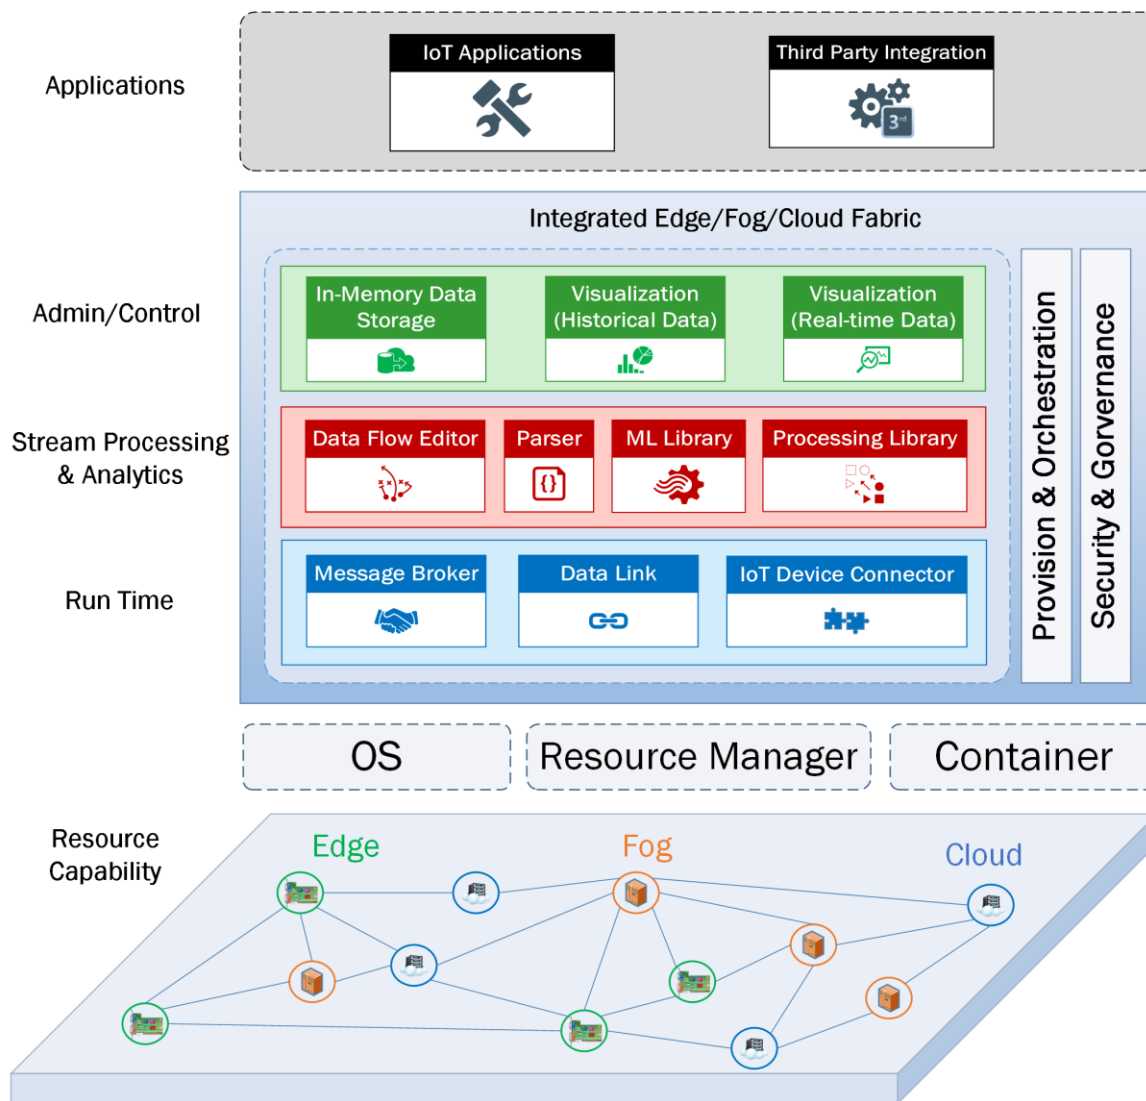 Applications
IoT Applications
Third Party Integration
3rd
Integrated Edge/Fog/Cloud Fabric
Admin/Control
In-Memory Data
Storage
Visualization
(Historical Data)
Visualization
(Real-time Data)
Stream Processing
& Analytics
Data Flow Editor
Parser
{}
ML Library
Processing Library
Run Time
Message Broker
Data Link
IoT Device Connector
Provision & Orchestration
Security & Gorvernance
OS
Resource Manager
Container
Resource
Capability
Edge
Fog
Cloud